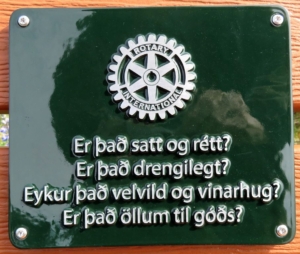 ROTARY
INTERNATIONAL
Er það satt og rétt?
Er það drengilegt?
Eykur það velvild og vinarhug?
Er það öllum til góðs?